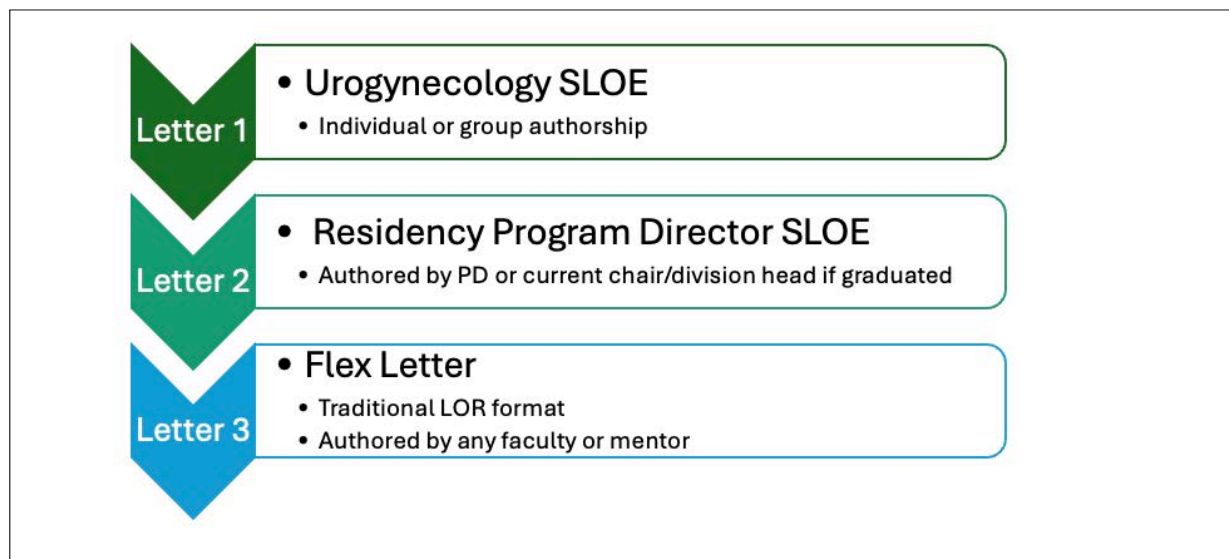 Letter 1
• Urogynecology SLOE
• Individual or group authorship
Letter 2
• Residency Program Director SLOE
• Authored by PD or current chair/division head if graduated
Letter 3
• Flex Letter
• Traditional LOR format
• Authored by any faculty or mentor